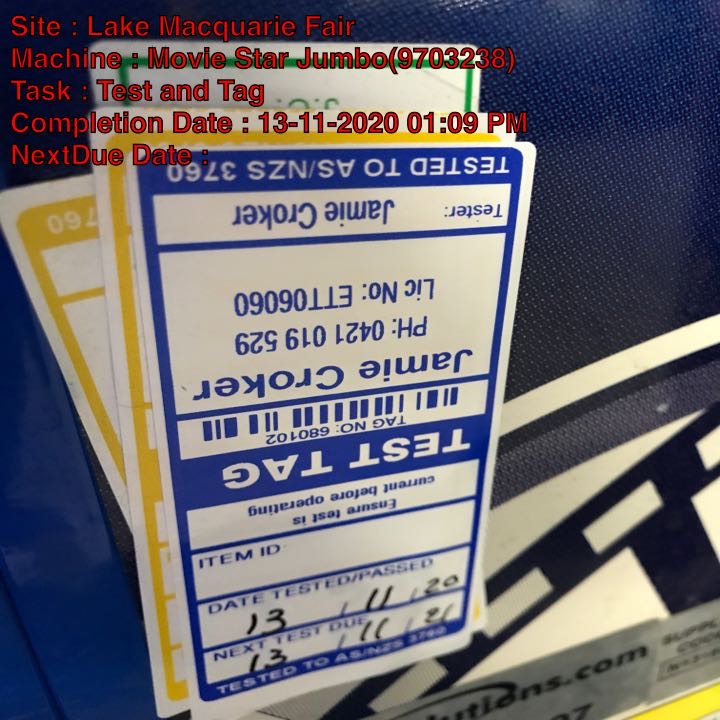 Site : Lake Macquarie Fair
Machine : Movie Star Jumbo(9703238)
Task : Test and Tag
Completion Date : 13-11-2020 01:09 PM
NextDue Date :
TESTED TO AS/NZS 3760
Tester: Jamie Croker
Lic No: ETT06060
PH: 0421 019 529
Jamie Croker
TAG NO: 680102
TEST TAG
Ensure test is
current before operating
ITEM ID
DATE TESTED/PASSED
13 / 11 / 20
NEXT TEST DUE
13 / 11 / 21
TESTED TO AS/NZS 3760
3760
utions.com